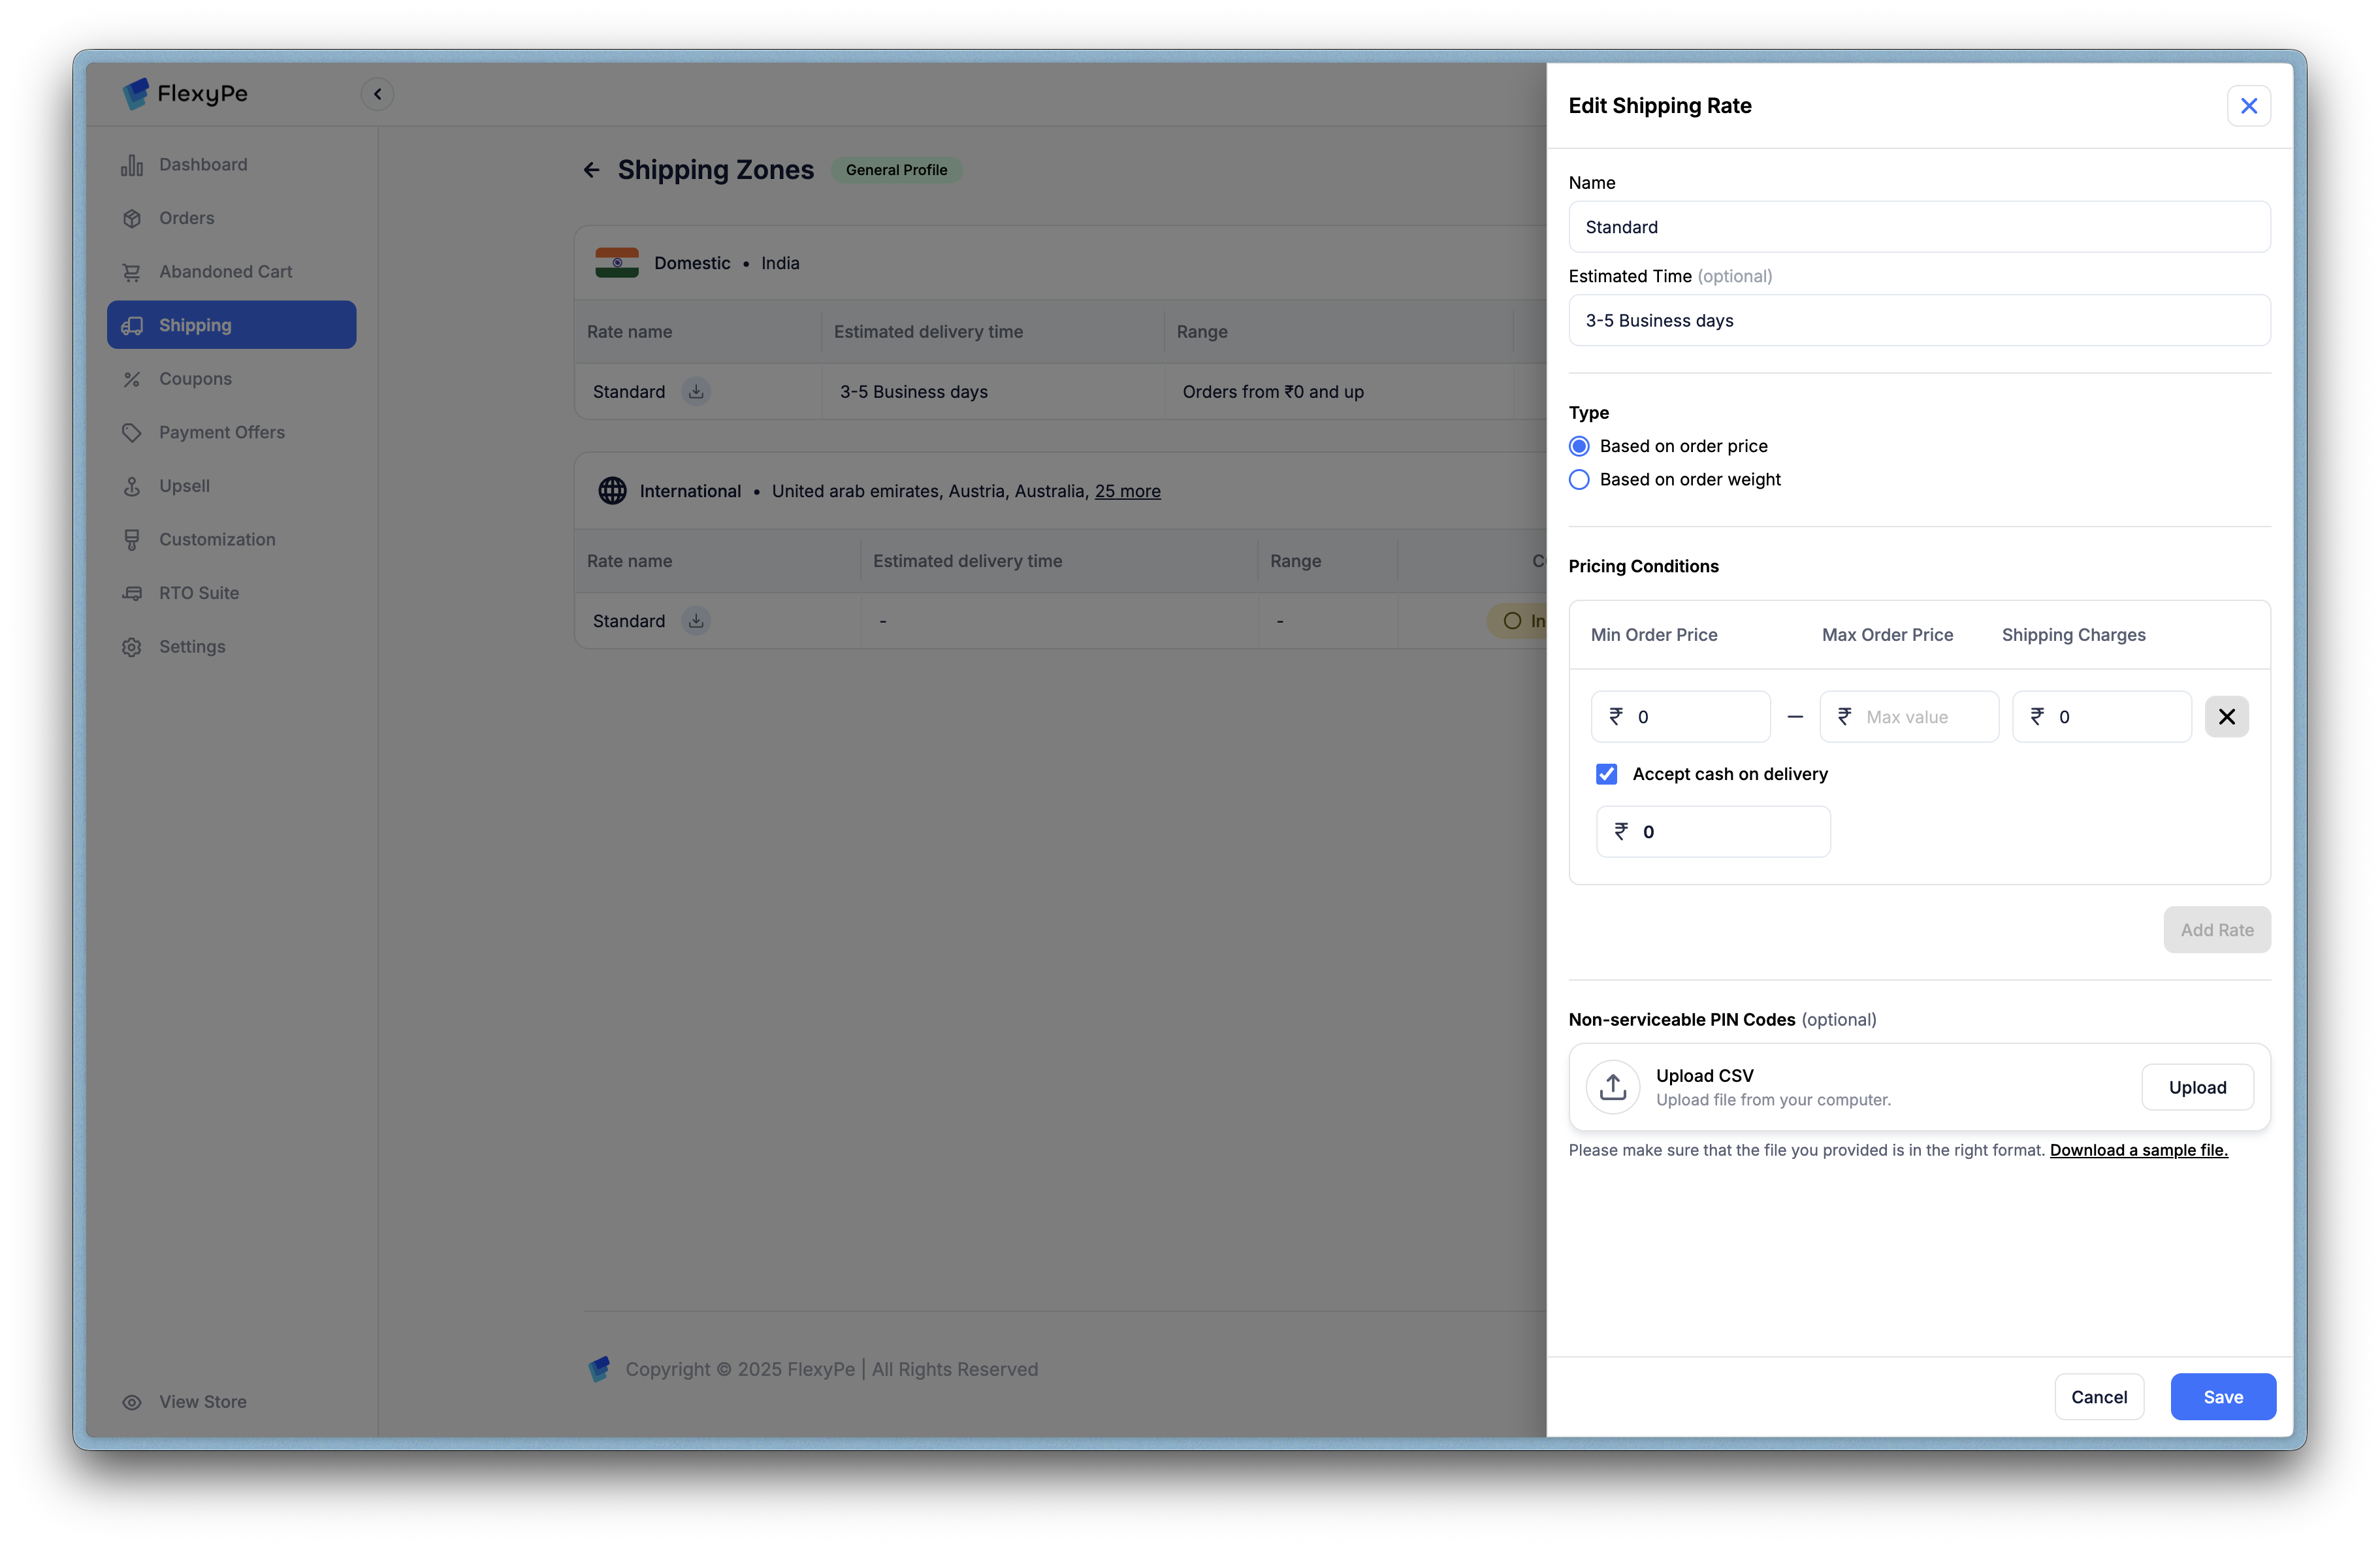 FlexyPe
Dashboard
Orders
Abandoned Cart
Shipping
Coupons
Payment Offers
Upsell
Customization
RTO Suite
Settings
View Store
Shipping Zones General Profile
Domestic • India
Rate name Estimated delivery time Range
Standard 3-5 Business days Orders from ₹0 and up
International • United arab emirates, Austria, Australia, 25 more
Rate name Estimated delivery time Range
Standard - -
Copyright © 2025 FlexyPe | All Rights Reserved
Edit Shipping Rate
Name
Standard
Estimated Time (optional)
3-5 Business days
Type
Based on order price
Based on order weight
Pricing Conditions
Min Order Price Max Order Price Shipping Charges
₹ 0 — ₹ Max value ₹ 0
Accept cash on delivery
₹ 0
Add Rate
Non-serviceable PIN Codes (optional)
Upload CSV
Upload file from your computer.
Upload
Please make sure that the file you provided is in the right format. Download a sample file.
Cancel Save